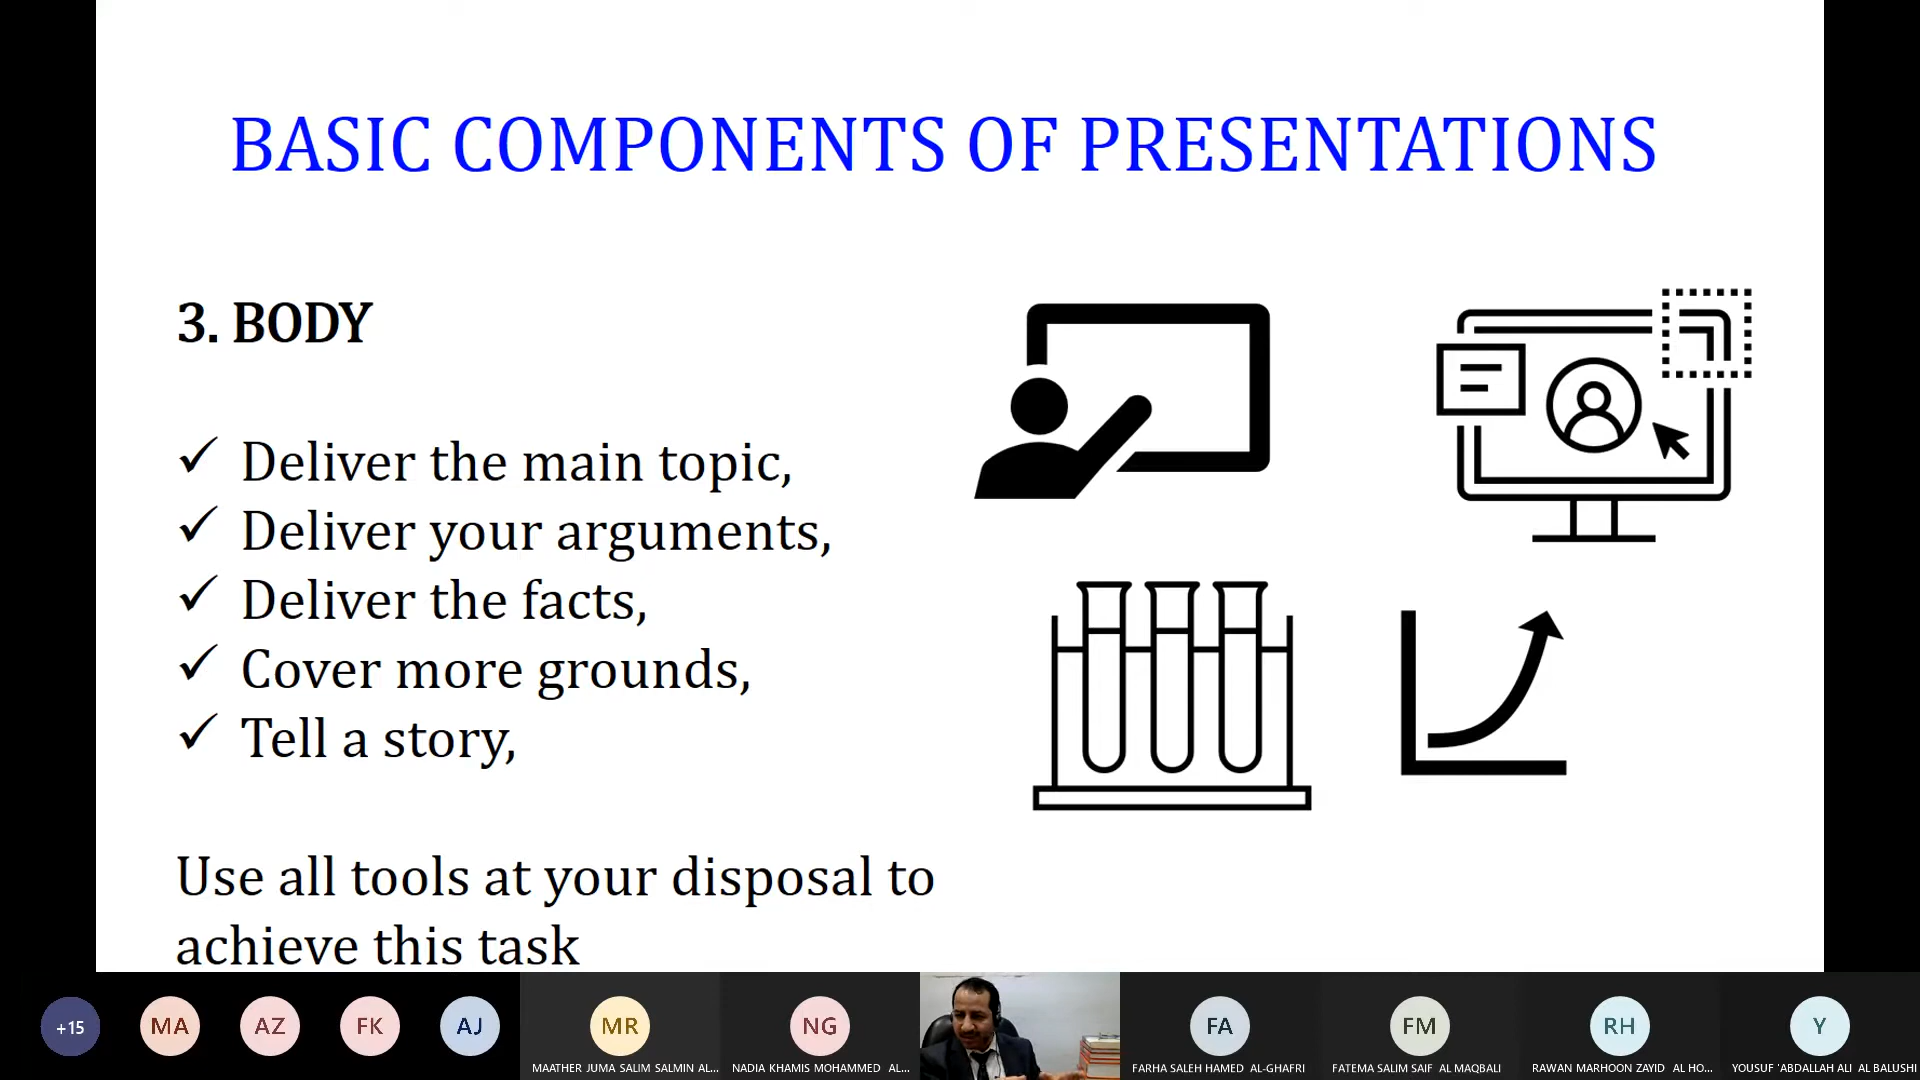 BASIC COMPONENTS OF PRESENTATIONS
3. BODY
✓ Deliver the main topic,
✓ Deliver your arguments,
✓ Deliver the facts,
✓ Cover more grounds,
✓ Tell a story,
Use all tools at your disposal to
achieve this task
+15 MA AZ FK AJ MR NG FA FM RH Y
MAATHER JUMA SALIM SALMIN AL... NADIA KHAMIS MOHAMMED AL... FARHA SALEH HAMED AL-GHAFRI FATEMA SALIM SAIF AL MAQBALI RAWAN MARHOON ZAYID AL HO... YOUSUF 'ABDALLAH ALI AL BALUSHI